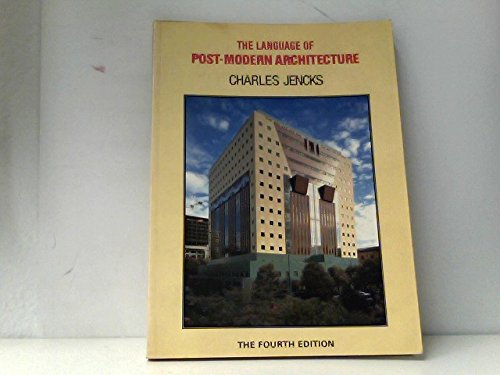 THE LANGUAGE OF
POST-MODERN ARCHITECTURE
CHARLES JENCKS
THE FOURTH EDITION